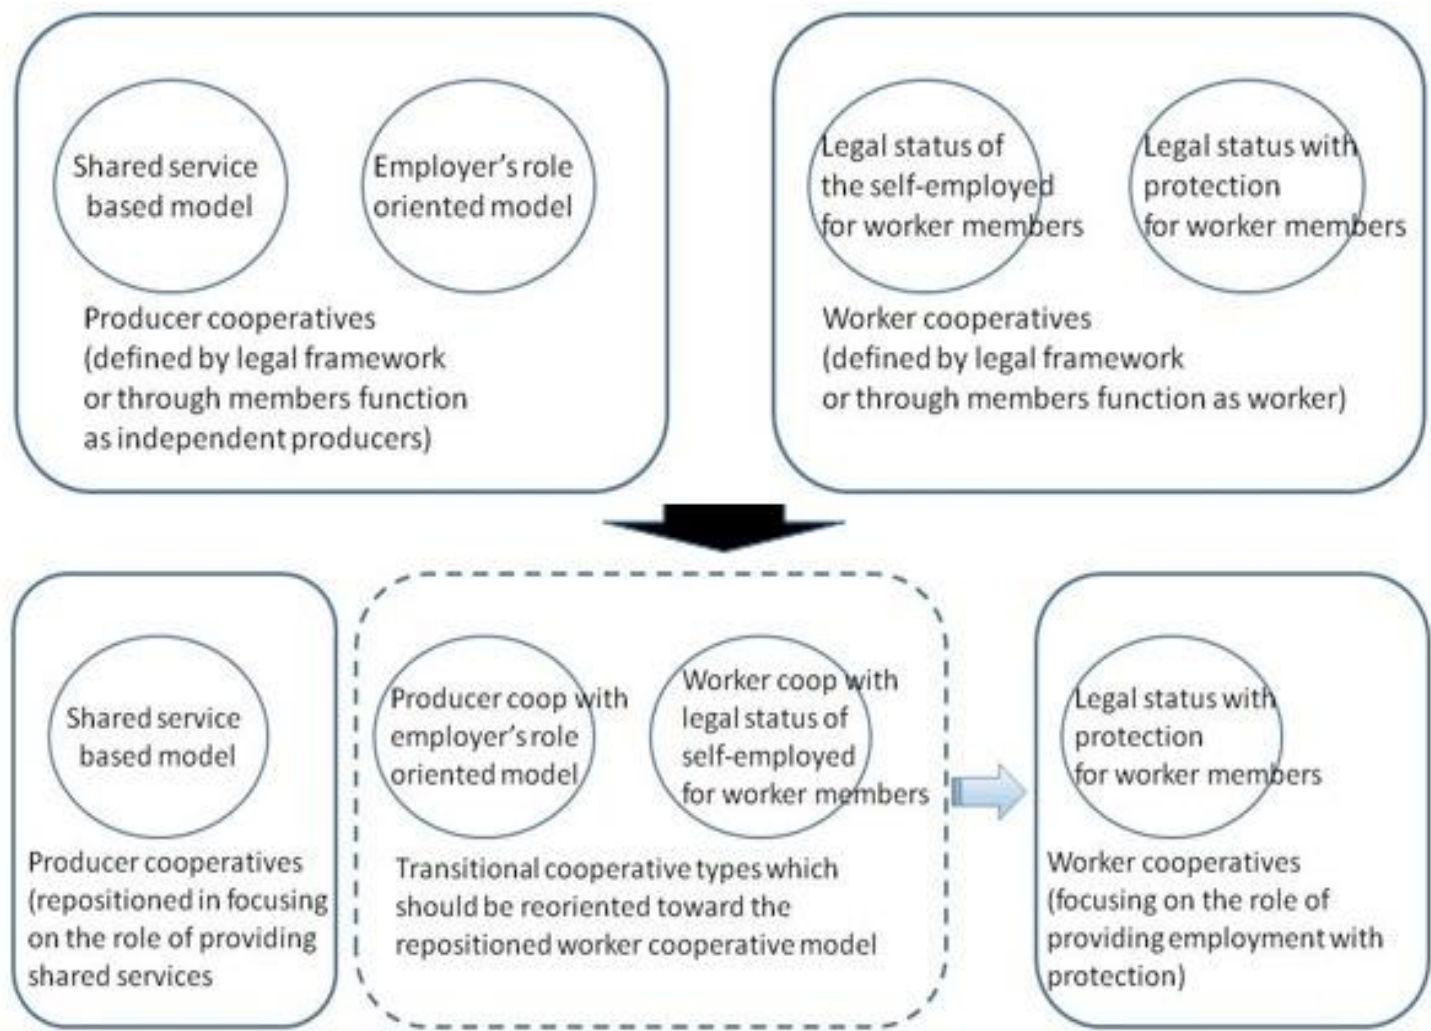 Shared service
based model
Employer's role
oriented model
Producer cooperatives
(defined by legal framework
or through members function
as independent producers)
Legal status of
the self-employed
for worker members
Legal status with
protection
for worker members
Worker cooperatives
(defined by legal framework
or through members function as worker)
Shared service
based model
Producer cooperatives
(repositioned in focusing
on the role of providing
shared services
Producer coop with
employer's role
oriented model
Worker coop with
legal status of
self-employed
for worker members
Transitional cooperative types which
should be reoriented toward the
repositioned worker cooperative model
Legal status with
protection
for worker members
Worker cooperatives
(focusing on the role of
providing employment with
protection)